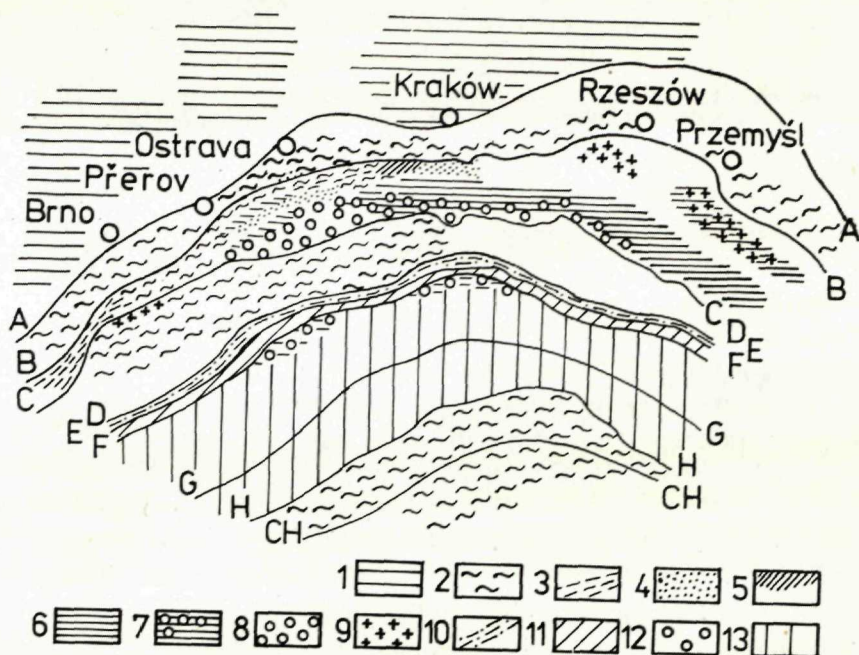 Kraków
Rzeszów
Ostrava
Przemyśl
Přerov
Brno
A
A
B
C
B
C
D
E
F
D
E
F
G
G
H
H
CH
CH
1 2 3 4 5
6 7 8 9 10 11 12 13